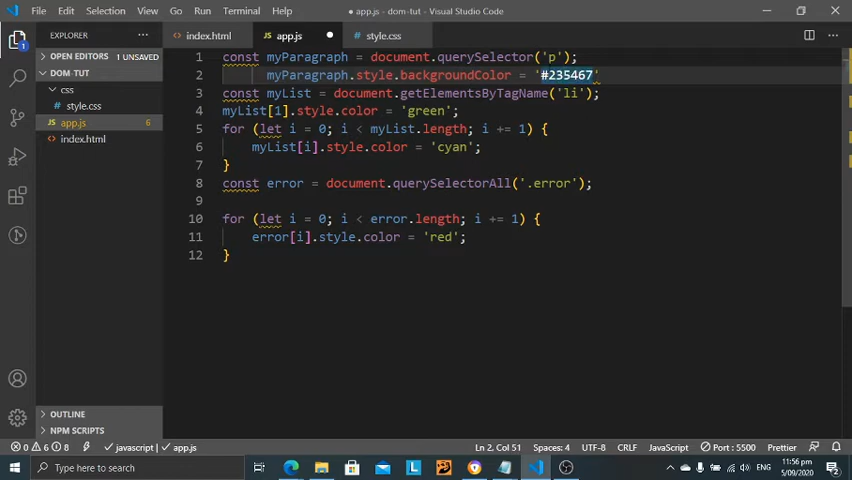 File Edit Selection View Go Run Terminal Help
● app.js - dom-tut - Visual Studio Code
EXPLORER
index.html
JS app.js
style.css
OPEN EDITORS 1 UNSAVED
DOM-TUT
css
style.css
JS app.js 6
index.html
OUTLINE
NPM SCRIPTS
1 const myParagraph = document.querySelector('p');
2 myParagraph.style.backgroundColor = '#235467'
3 const myList = document.getElementsByTagName('li');
4 myList[1].style.color = 'green';
5 for (let i = 0; i < myList.length; i += 1) {
6 myList[i].style.color = 'cyan';
7 }
8 const error = document.querySelectorAll('.error');
9
10 for (let i = 0; i < error.length; i += 1) {
11 error[i].style.color = 'red';
12 }
0 6 8 javascript app.js Ln 2, Col 51 Spaces: 4 UTF-8 CRLF JavaScript Port : 5500 Prettier
Type here to search
ENG
11:56 pm
5/09/2020
2